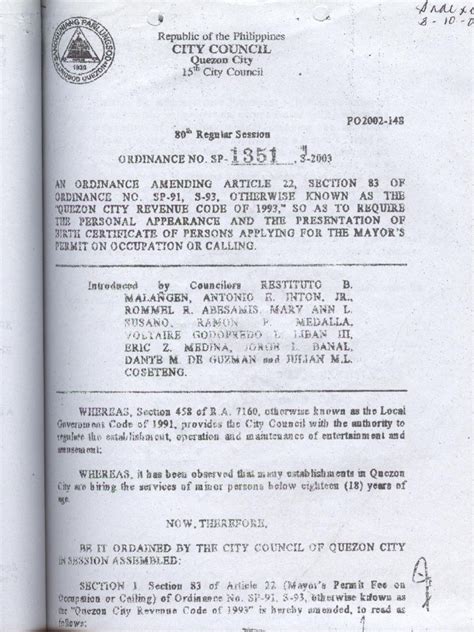 8-10-0
SANGGUNIANG PANLUNGSOD
1939
QUEZON
Republic of the Philippines
CITY COUNCIL
Quezon City
15th City Council
PO2002-148
80th Regular Session
ORDINANCE NO. SP-1351, S-2003
AN ORDINANCE AMENDING ARTICLE 22, SECTION 83 OF
ORDINANCE NO. SP-91, S-93, OTHERWISE KNOWN AS THE
"QUEZON CITY REVENUE CODE OF 1993," SO AS TO REQUIRE
THE PERSONAL APPEARANCE AND THE PRESENTATION OF
BIRTH CERTIFICATE OF PERSONS APPLYING FOR THE MAYOR'S
PERMIT ON OCCUPATION OR CALLING.
Introduced by Councilors RESTITUTO B.
MALAÑGEN, ANTONIO E. INTON, JR.,
ROMMEL R. ABESAMIS, MARY ANN L.
SUSANO, RAMON P. MEDALLA,
VOLTAIRE GODOFREDO L. LIBAN III,
ERIC Z. MEDINA, JORGE L. BANAL,
DANTE M. DE GUZMAN and JULIAN M.L.
COSETENG.
WHEREAS, Section 458 of R.A. 7160, otherwise known as the Local
Government Code of 1991, provides the City Council with the authority to
regulate the establishment, operation and maintenance of entertainment and
amusement;
WHEREAS, it has been observed that many establishments in Quezon
City are hiring the services of minor persons below eighteen (18) years of
age.
NOW, THEREFORE,
BE IT ORDAINED BY THE CITY COUNCIL OF QUEZON CITY
IN SESSION ASSEMBLED:
SECTION 1. Section 83 of Article 22 (Mayor's Permit Fee on
Occupation or Calling) of Ordinance No. SP-91, S-93, otherwise known
as the "Quezon City Revenue Code of 1993" is hereby amended, to read as
follows: